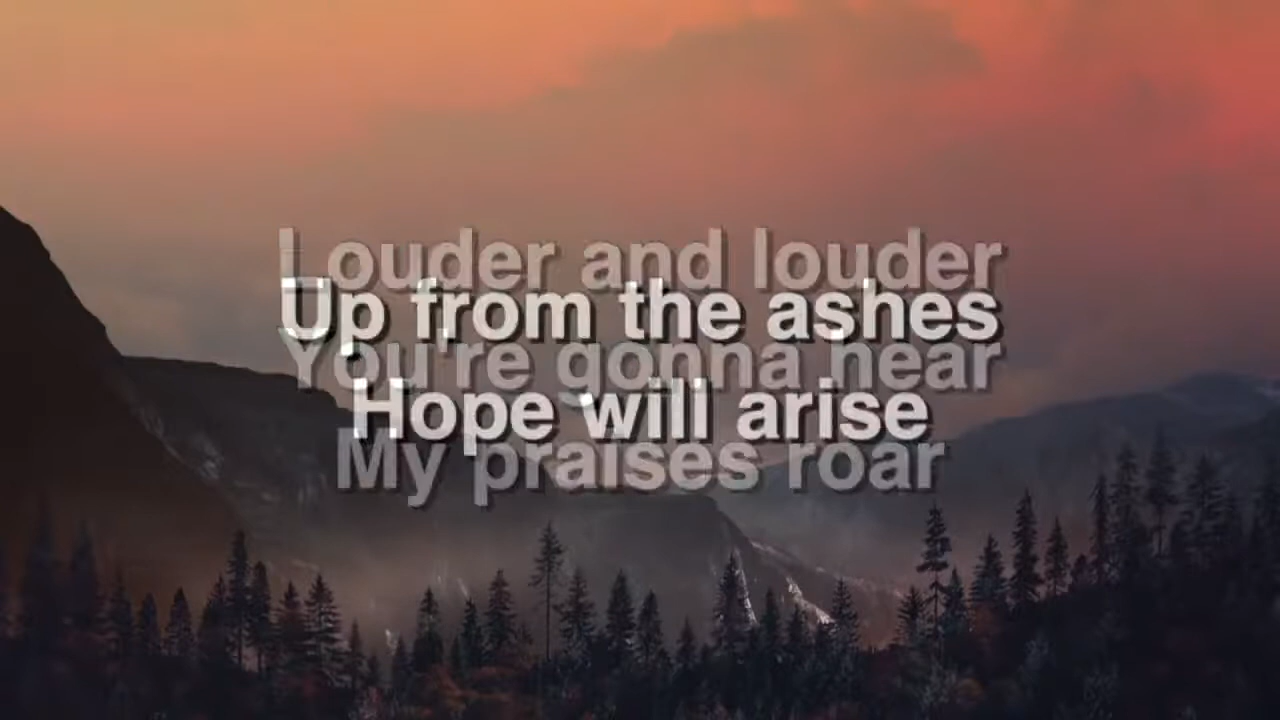 Louder and louder
Up from the ashes
You're gonna hear
Hope will arise
My praises roar